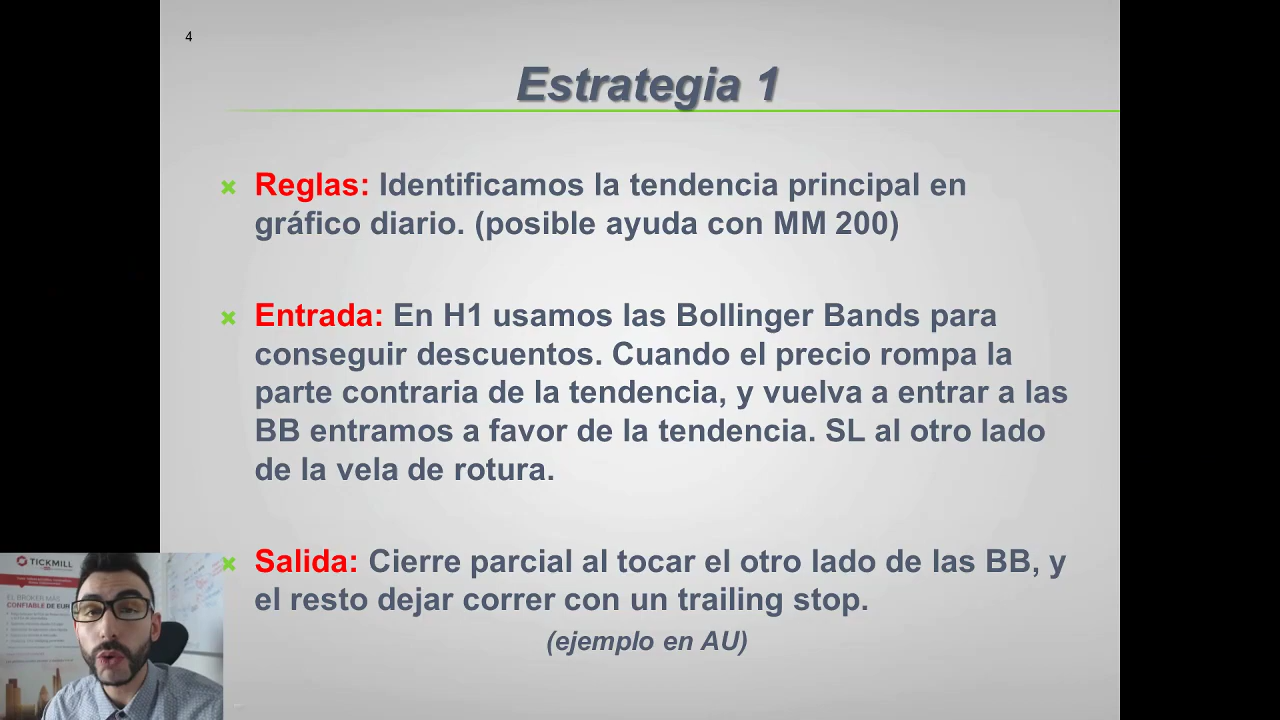 4
Estrategia 1
Reglas: Identificamos la tendencia principal en
gráfico diario. (posible ayuda con MM 200)
Entrada: En H1 usamos las Bollinger Bands para
conseguir descuentos. Cuando el precio rompa la
parte contraria de la tendencia, y vuelva a entrar a las
BB entramos a favor de la tendencia. SL al otro lado
de la vela de rotura.
Salida: Cierre parcial al tocar el otro lado de las BB, y
el resto dejar correr con un trailing stop.
(ejemplo en AU)
TICKMILL
EL BROKER MÁS
CONFIABLE DE EUR